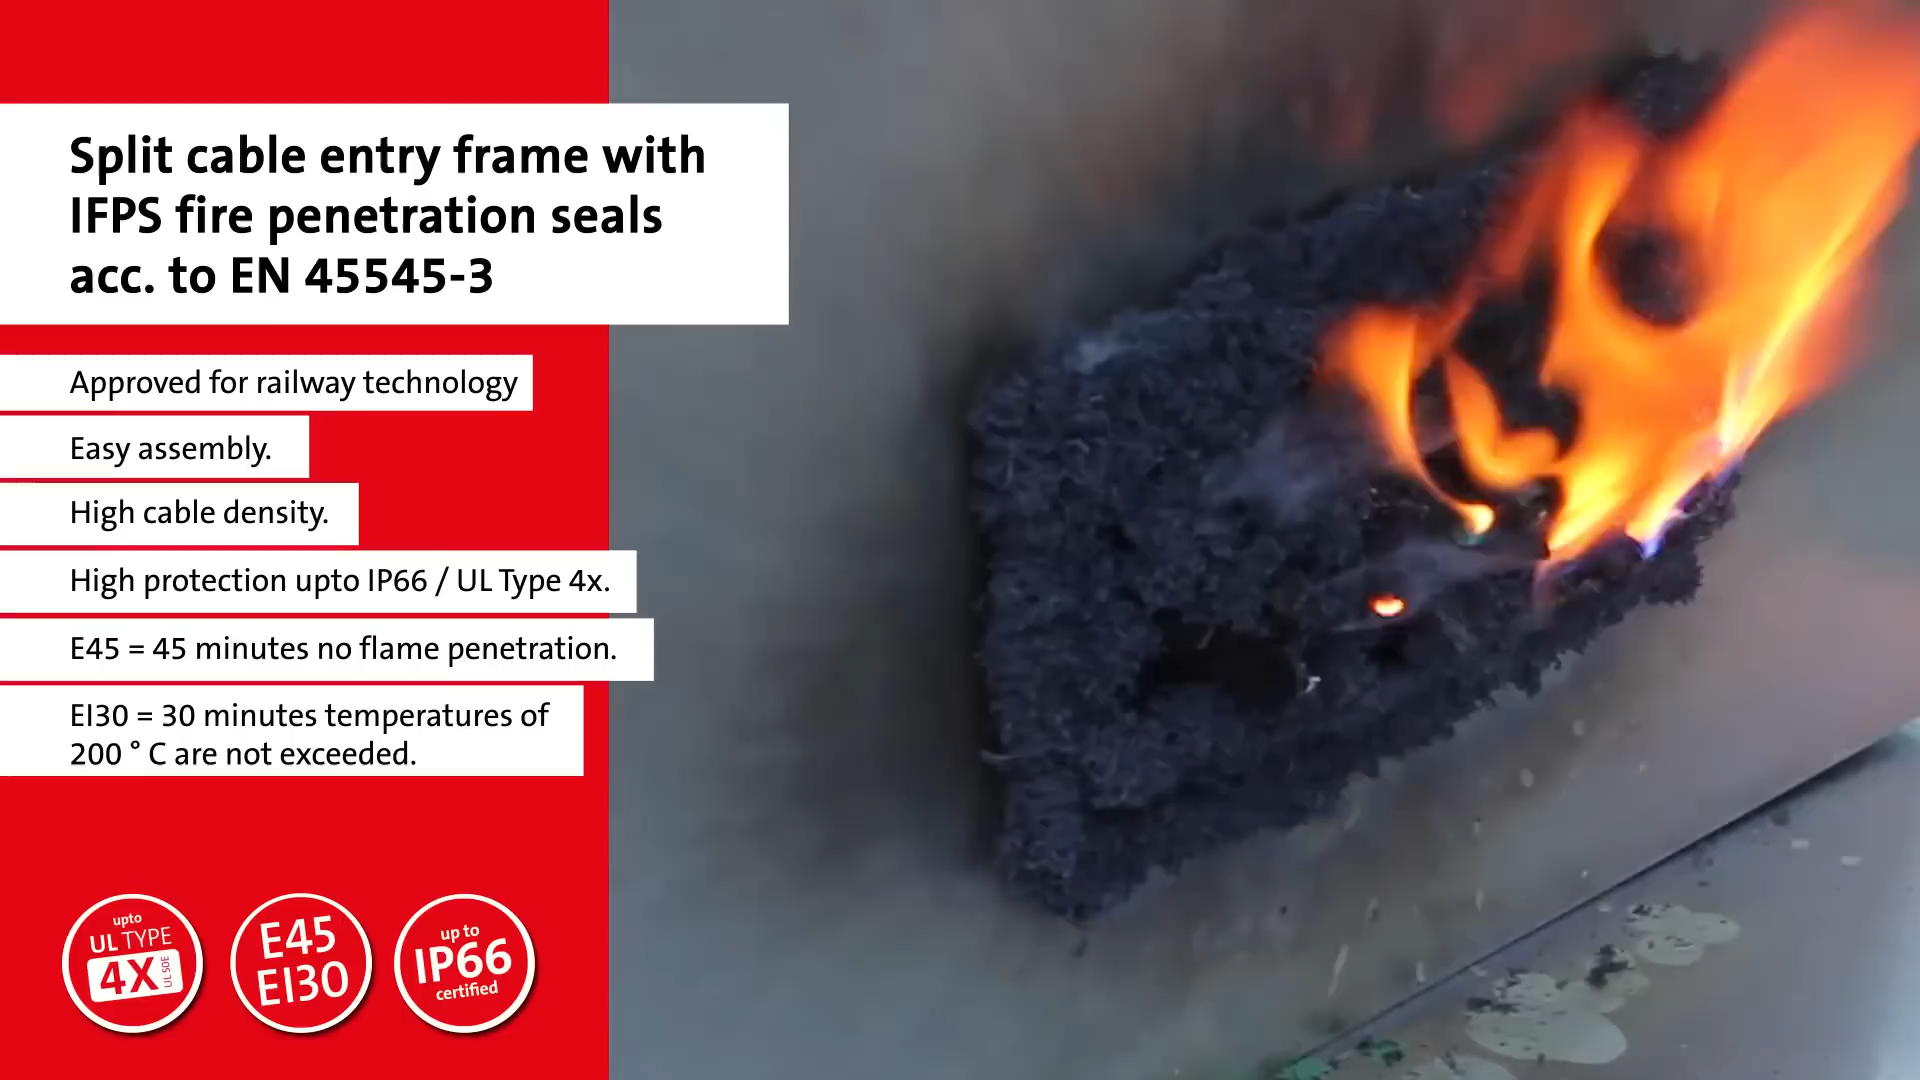 Split cable entry frame with
IFPS fire penetration seals
acc. to EN 45545-3
Approved for railway technology
Easy assembly.
High cable density.
High protection upto IP66 / UL Type 4x.
E45 = 45 minutes no flame penetration.
EI30 = 30 minutes temperatures of
200 ° C are not exceeded.
upto
UL TYPE
4X
UL 50E
E45
EI30
up to
IP66
certified